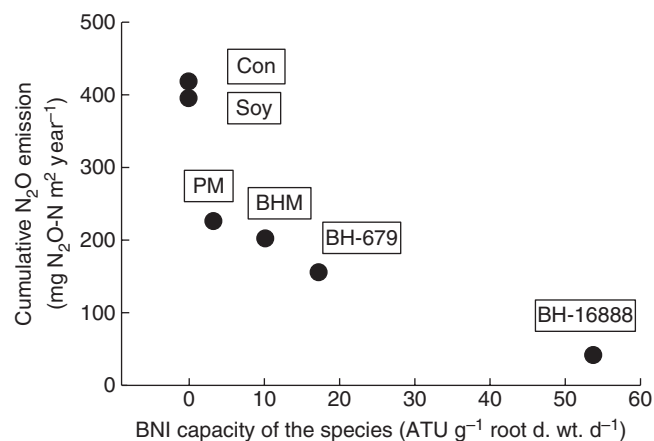 Cumulative N₂O emission
(mg N₂O-N m² year⁻¹)
500
400
300
200
100
0
Con
Soy
PM
BHM
BH-679
BH-16888
0 10 20 30 40 50 60
BNI capacity of the species (ATU g⁻¹ root d. wt. d⁻¹)